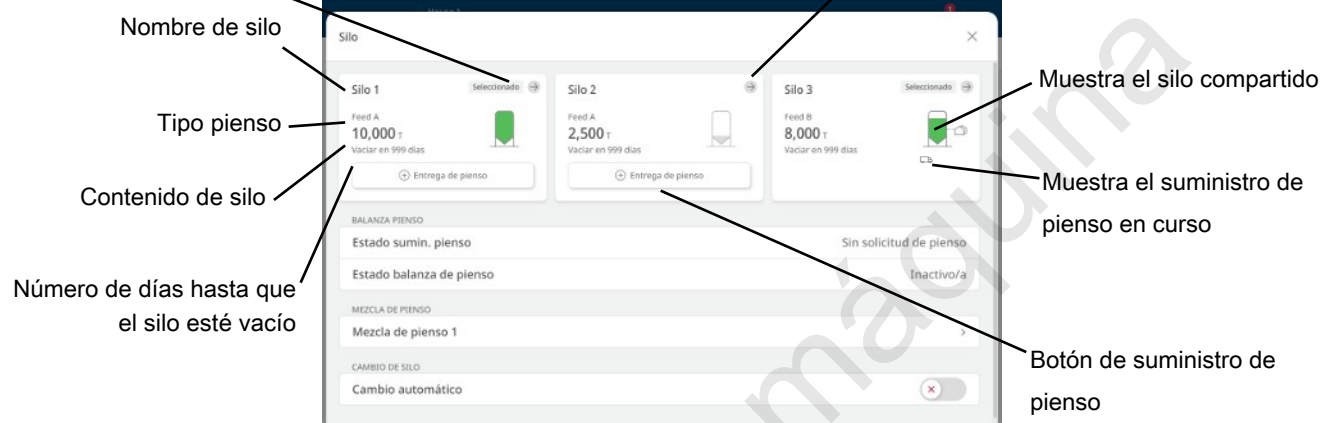 1
Nombre de silo
Tipo pienso
Contenido de silo
Número de días hasta que
el silo esté vacío
Silo
Silo 1
Seleccionado
Feed A
10,000 T
Vaciar en 999 días
Entrega de pienso
Silo 2
Feed A
2,500 T
Vaciar en 999 días
Entrega de pienso
Silo 3
Seleccionado
Feed B
8,000 T
Vaciar en 999 días
BALANZA PIENSO
Estado sumin. pienso
Sin solicitud de pienso
Estado balanza de pienso
Inactivo/a
MEZCLA DE PIENSO
Mezcla de pienso 1
CAMBIO DE SILO
Cambio automático
Muestra el silo compartido
Muestra el suministro de
pienso en curso
Botón de suministro de
pienso
máquina